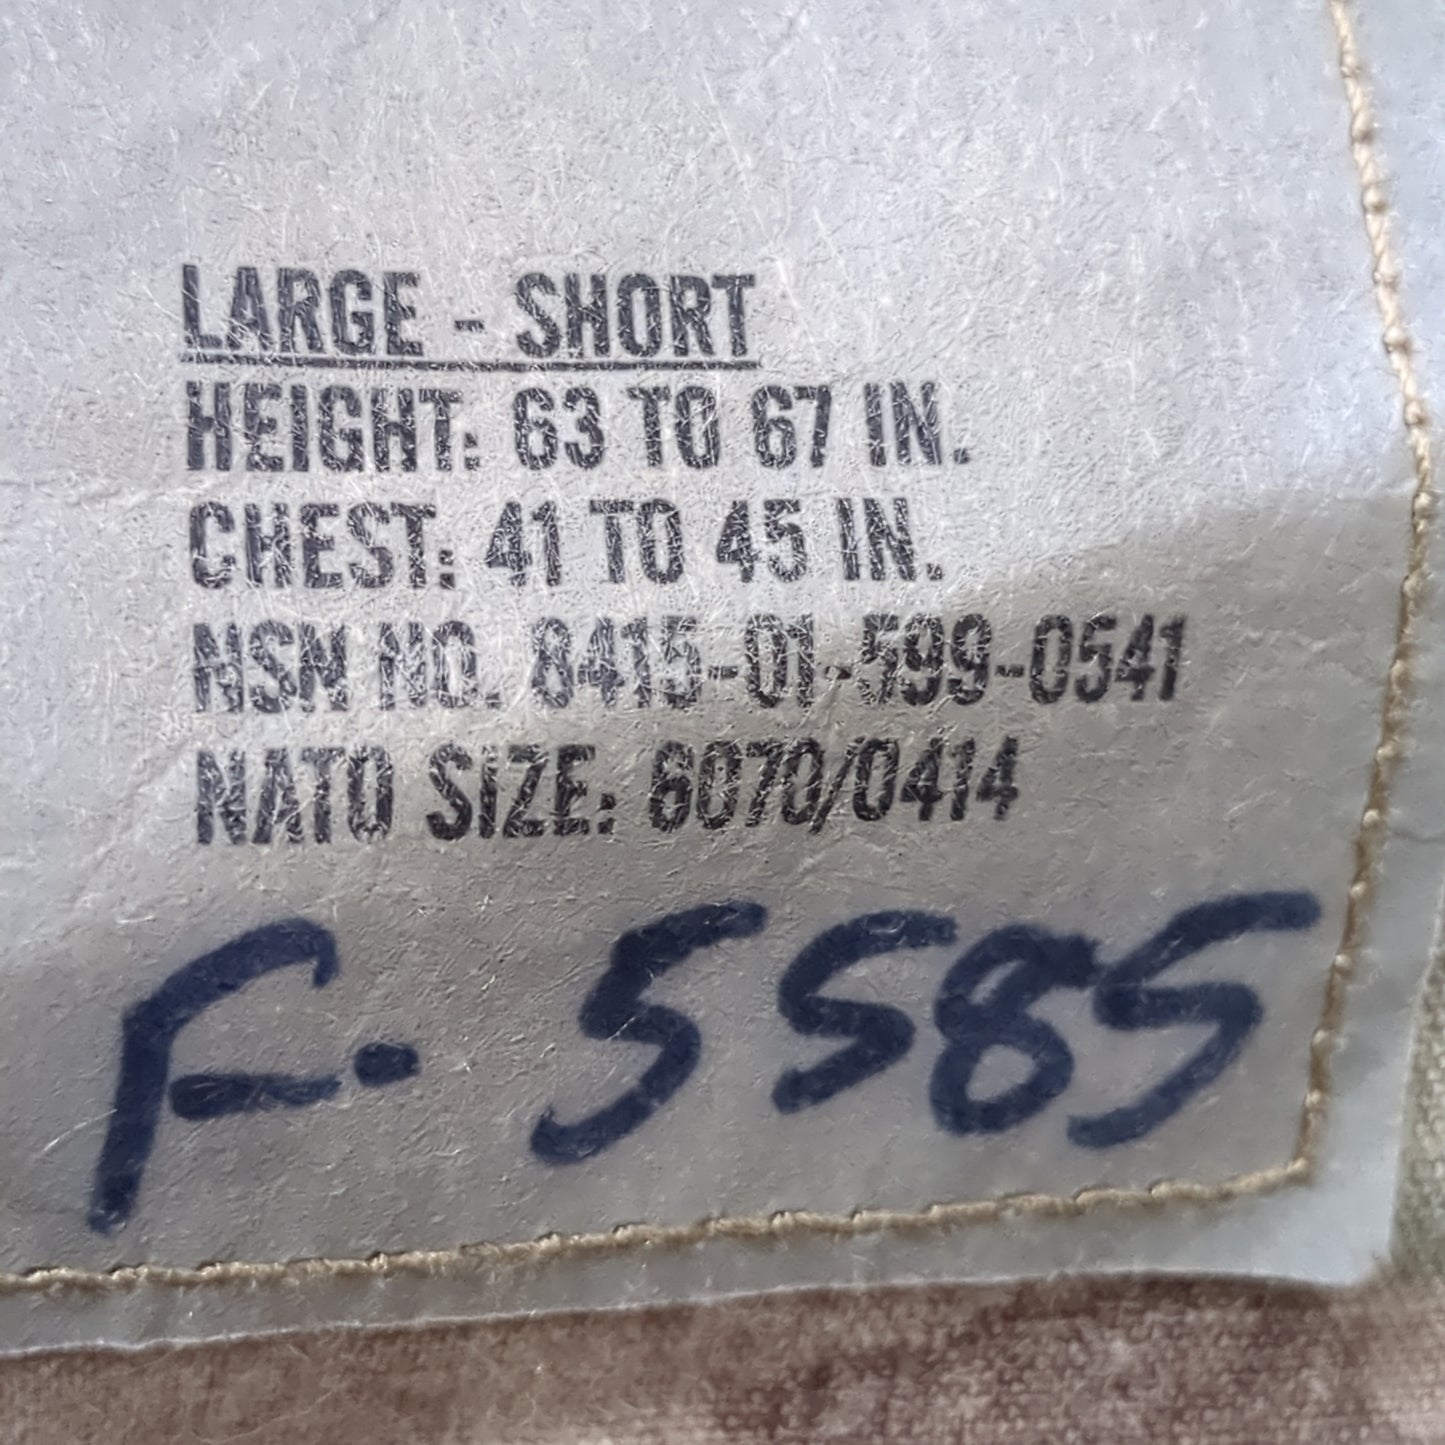 LARGE - SHORT
HEIGHT: 63 TO 67 IN.
CHEST: 41 TO 45 IN.
NSN NO. 8415-01-599-0541
NATO SIZE: 6070/0414
F. 5585